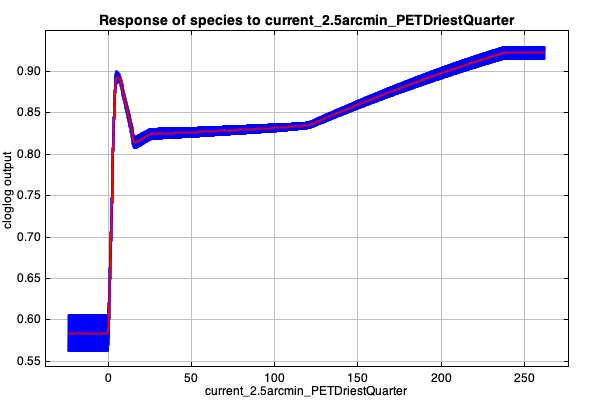 Response of species to current_2.5arcmin_PETDriestQuarter
0.90
0.85
0.80
0.75
0.70
0.65
0.60
0.55
cloglog output
0 50 100 150 200 250
current_2.5arcmin_PETDriestQuarter